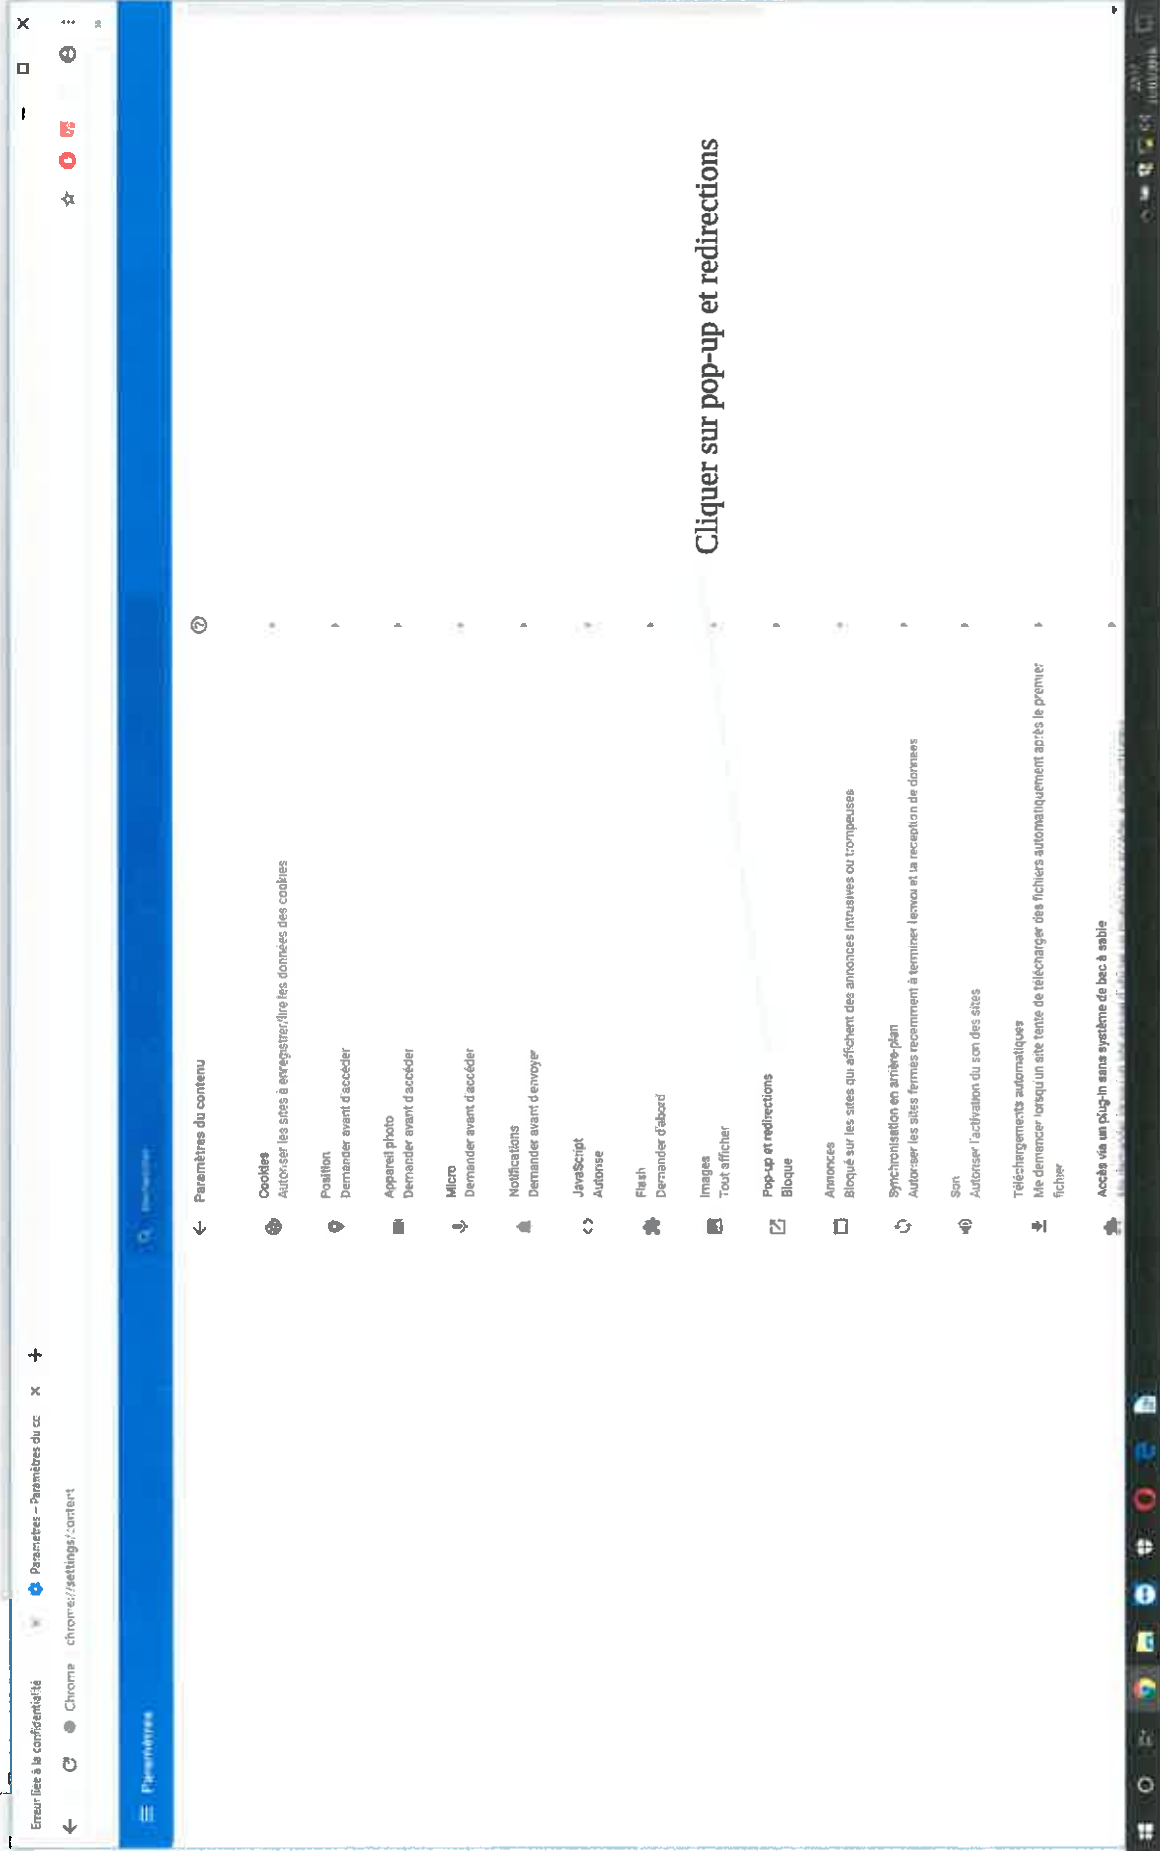 Erreur liée à la confidentialité
Paramètres – Paramètres du cc
Chrome
chrome://settings/content
Paramètres
Rechercher
Paramètres du contenu
Cookies
Autoriser les sites à enregistrer/lire les données des cookies
Position
Demander avant d'accéder
Appareil photo
Demander avant d'accéder
Micro
Demander avant d'accéder
Notifications
Demander avant d'envoyer
JavaScript
Autorisé
Flash
Demander d'abord
Images
Tout afficher
Cliquer sur pop-up et redirections
Pop-up et redirections
Bloqué
Annonces
Bloqué sur les sites qui affichent des annonces intrusives ou trompeuses
Synchronisation en arrière-plan
Autoriser les sites fermés récemment à terminer l'envoi et la réception de données
Son
Autoriser l'activation du son des sites
Téléchargements automatiques
Me demander lorsqu'un site tente de télécharger des fichiers automatiquement après le premier
fichier
Accès via un plug-in sans système de bac à sable